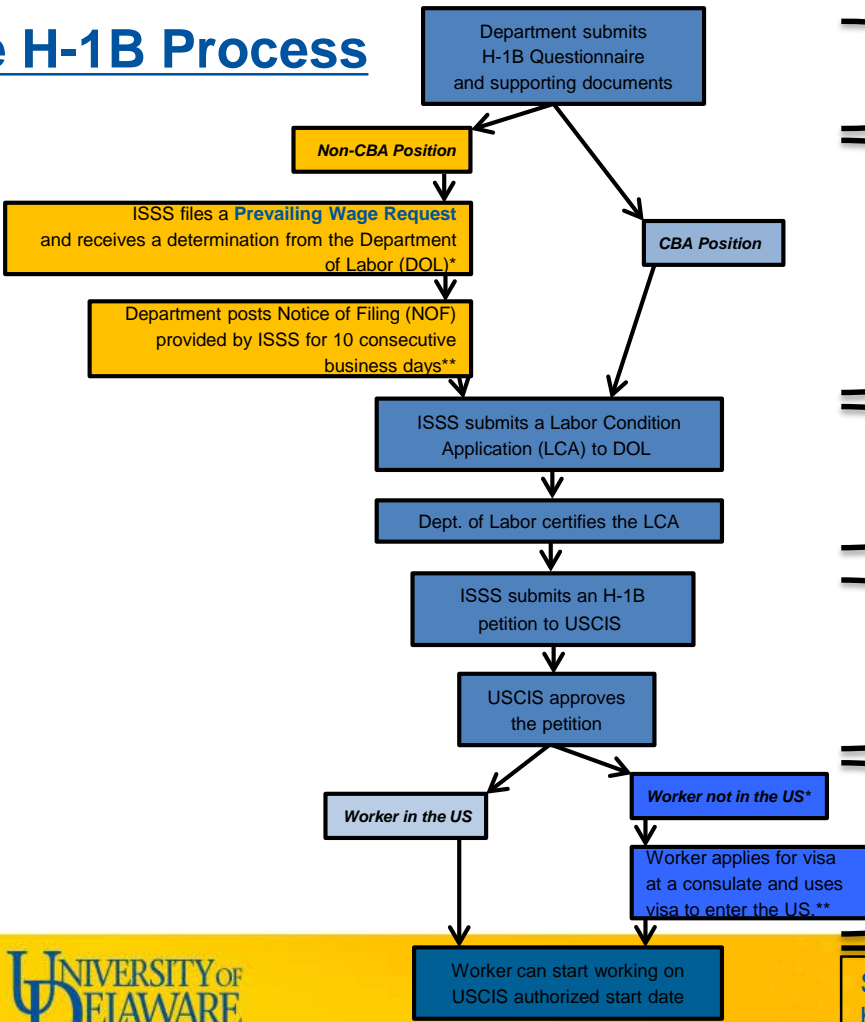 e H-1B Process
Department submits
H-1B Questionnaire
and supporting documents
Non-CBA Position
ISSS files a Prevailing Wage Request
and receives a determination from the Department
of Labor (DOL)*
CBA Position
Department posts Notice of Filing (NOF)
provided by ISSS for 10 consecutive
business days**
ISSS submits a Labor Condition
Application (LCA) to DOL
Dept. of Labor certifies the LCA
ISSS submits an H-1B
petition to USCIS
USCIS approves
the petition
Worker in the US
Worker not in the US*
Worker applies for visa
at a consulate and uses
visa to enter the US.**
Worker can start working on
USCIS authorized start date
UNIVERSITY OF
DELAWARE
S